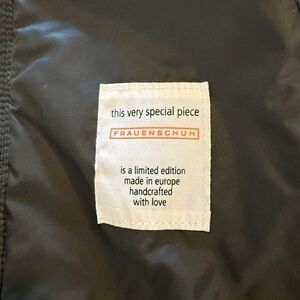 this very special piece
FRAUENSCHUH
is a limited edition
made in europe
handcrafted
with love